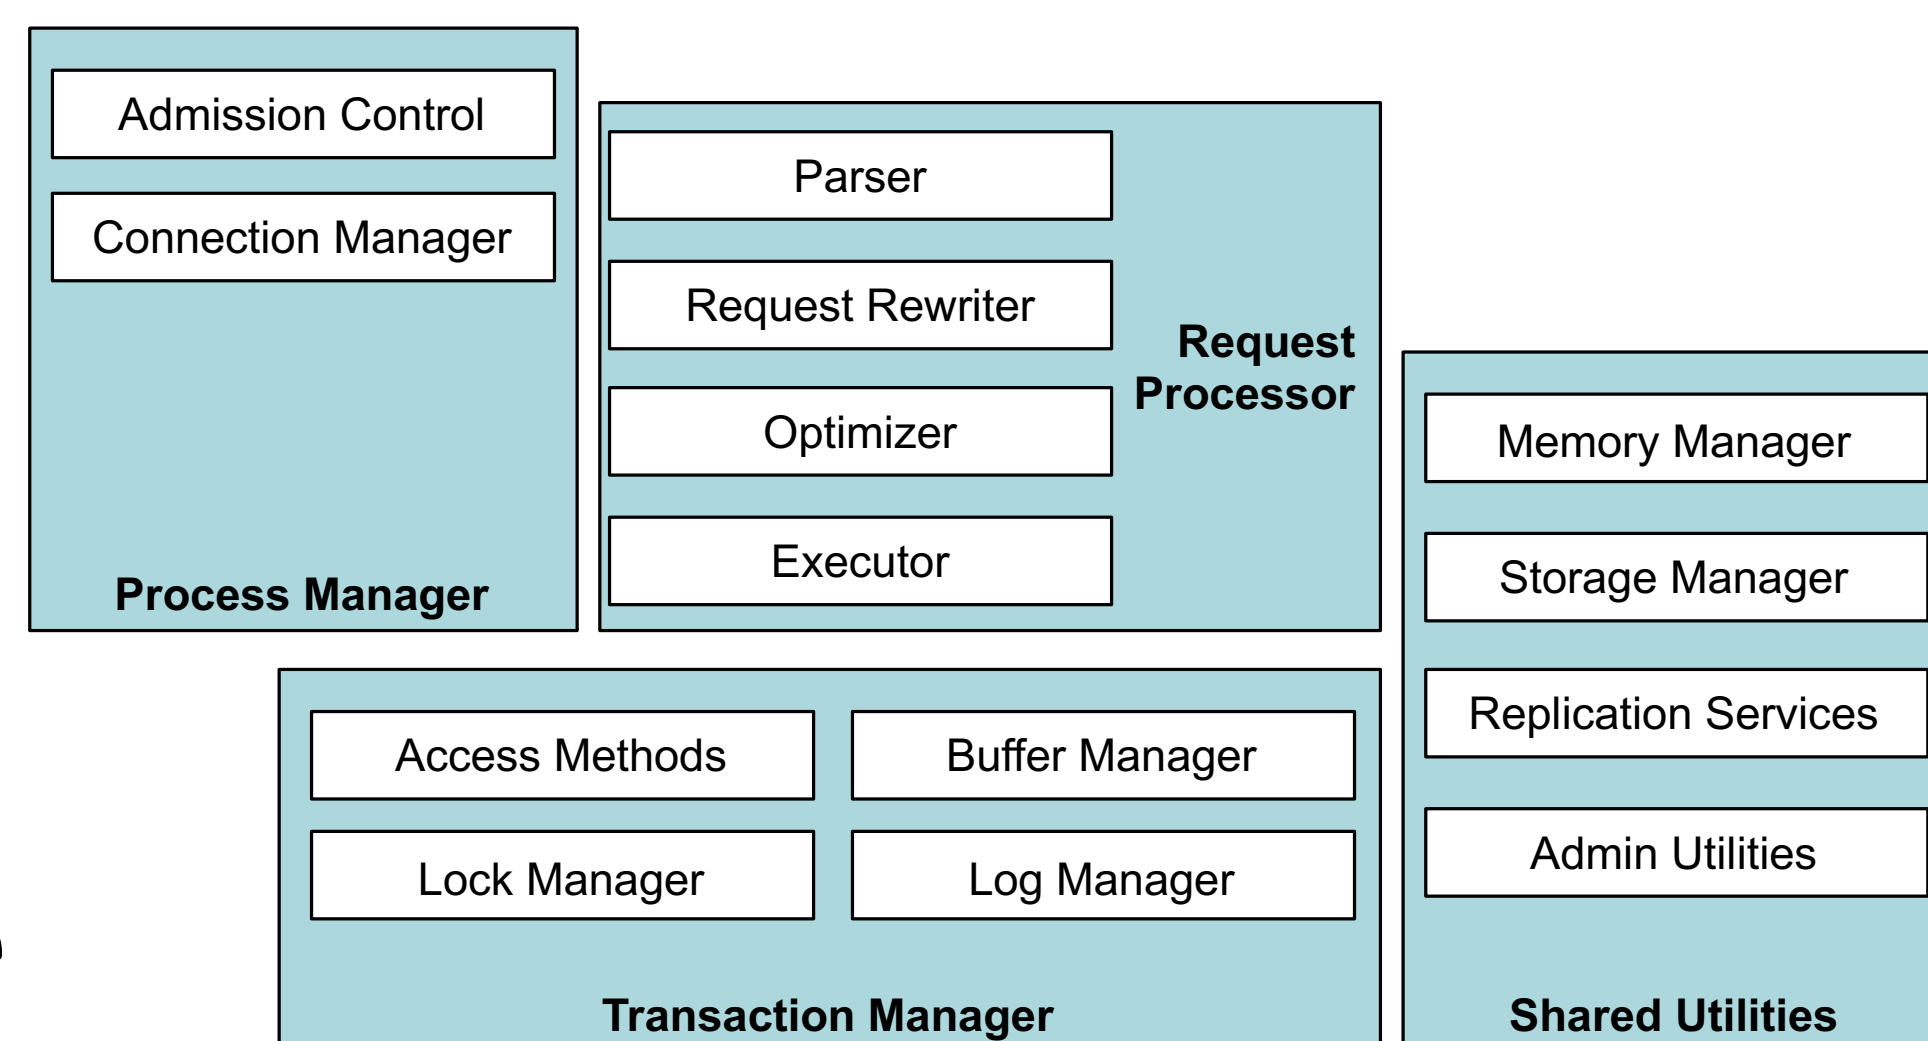 Admission Control
Connection Manager
Process Manager
Parser
Request Rewriter
Optimizer
Executor
Request
Processor
Memory Manager
Storage Manager
Replication Services
Admin Utilities
Shared Utilities
Access Methods
Buffer Manager
Lock Manager
Log Manager
Transaction Manager